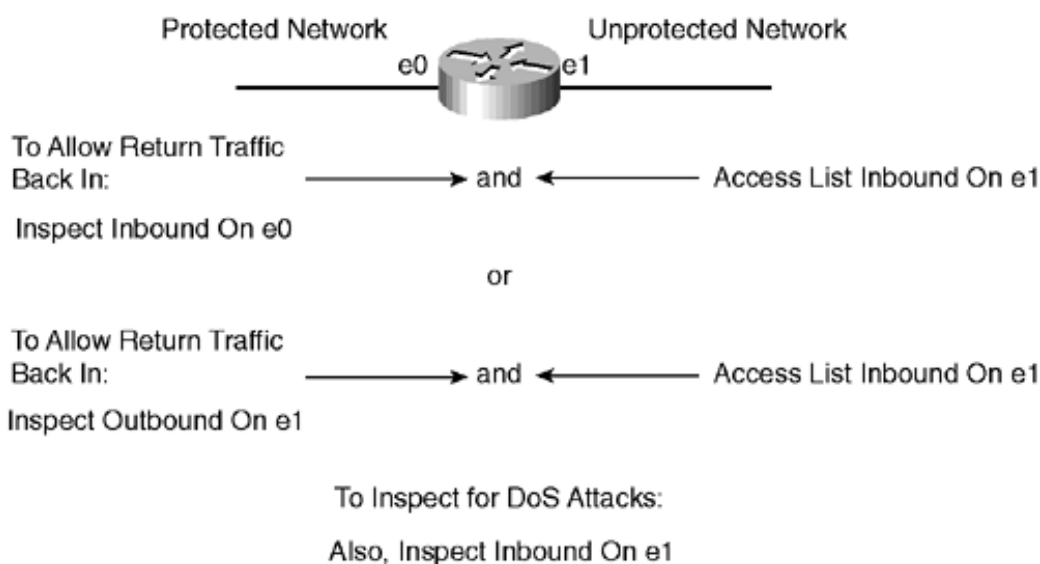 Protected Network
Unprotected Network
e0
e1
To Allow Return Traffic
Back In:
and
Access List Inbound On e1
Inspect Inbound On e0
or
To Allow Return Traffic
Back In:
and
Access List Inbound On e1
Inspect Outbound On e1
To Inspect for DoS Attacks:
Also, Inspect Inbound On e1